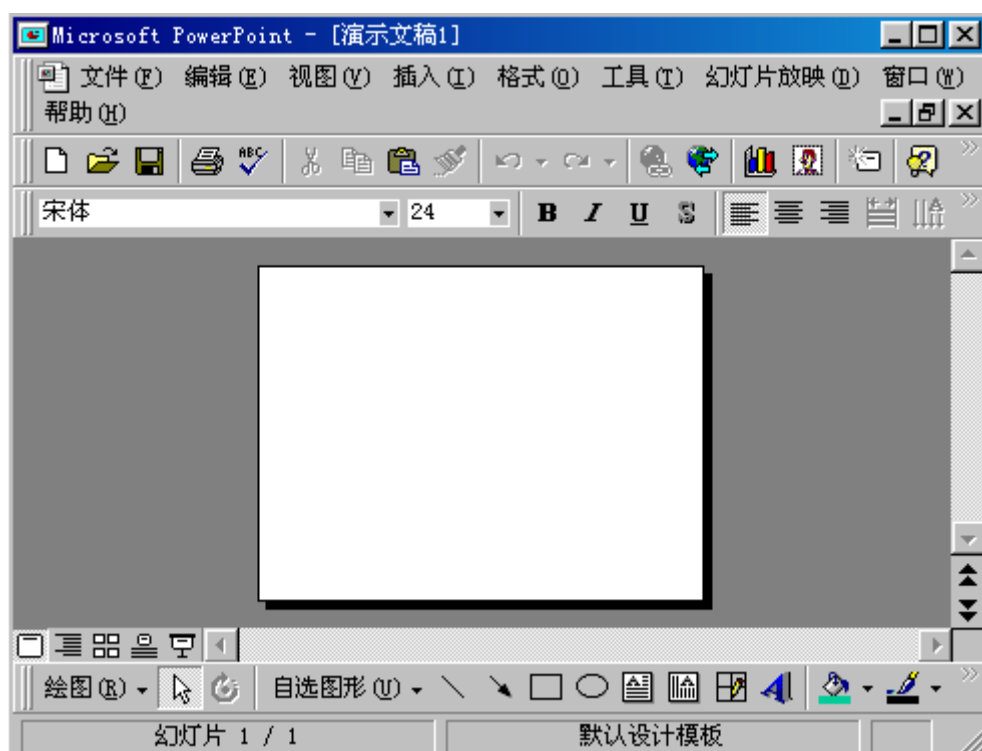 Microsoft PowerPoint - [演示文稿1]
文件(F) 编辑(E) 视图(V) 插入(I) 格式(O) 工具(T) 幻灯片放映(D) 窗口(W)
帮助(H)
ABC
宋体 24 B I U S
绘图(R) 自选图形(U)
幻灯片 1 / 1 默认设计模板